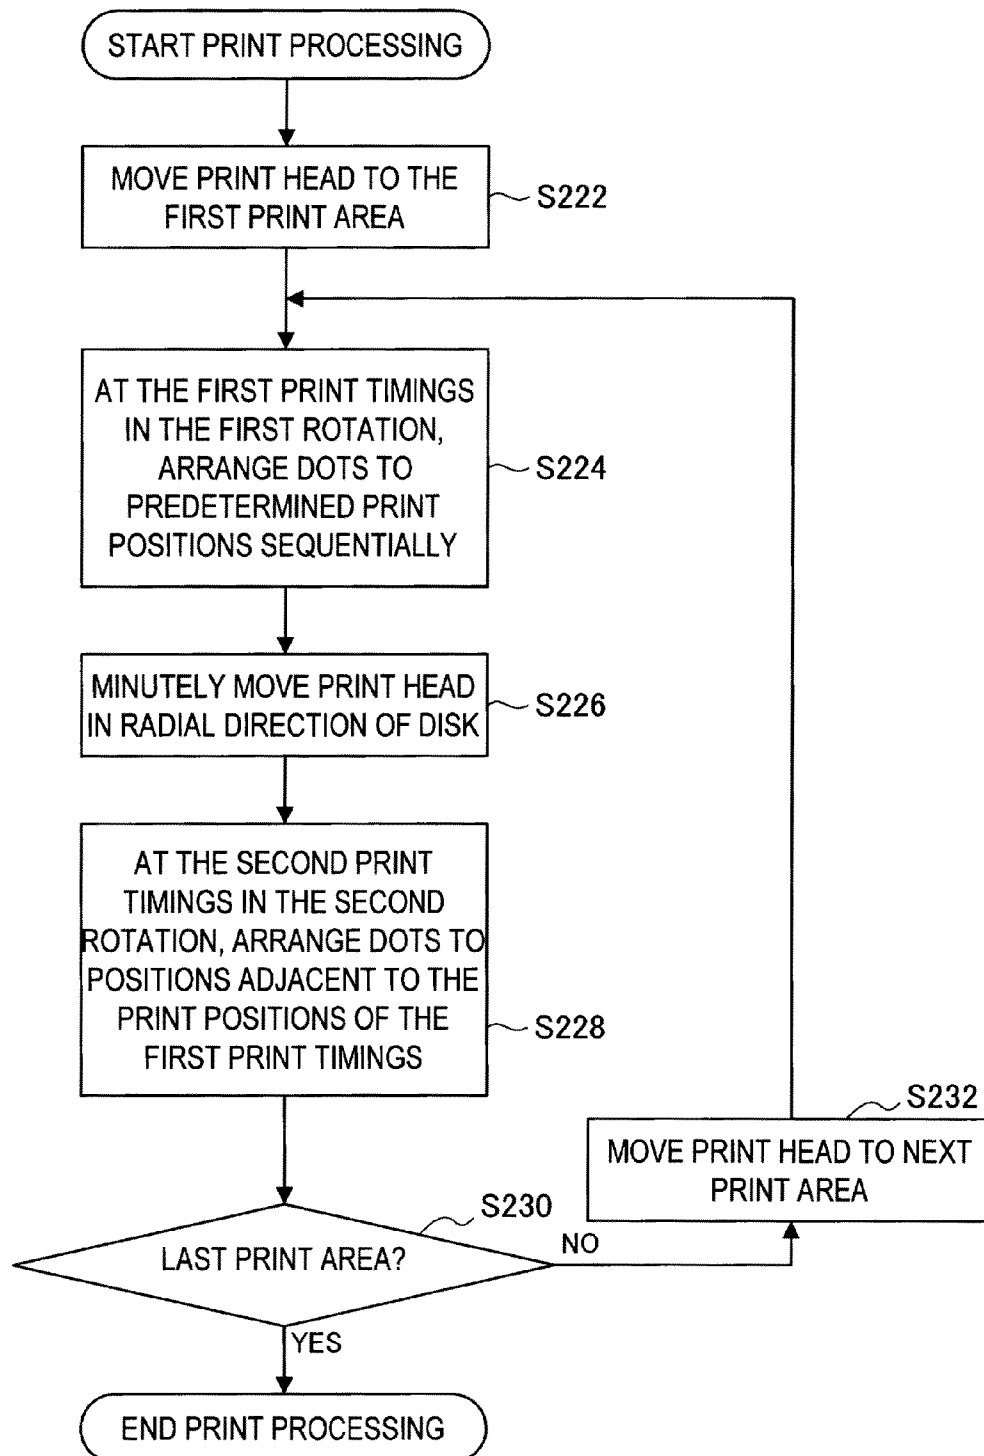 START PRINT PROCESSING
MOVE PRINT HEAD TO THE
FIRST PRINT AREA
S222
AT THE FIRST PRINT TIMINGS
IN THE FIRST ROTATION,
ARRANGE DOTS TO
PREDETERMINED PRINT
POSITIONS SEQUENTIALLY
S224
MINUTELY MOVE PRINT HEAD
IN RADIAL DIRECTION OF DISK
S226
AT THE SECOND PRINT
TIMINGS IN THE SECOND
ROTATION, ARRANGE DOTS TO
POSITIONS ADJACENT TO THE
PRINT POSITIONS OF THE
FIRST PRINT TIMINGS
S228
S232
MOVE PRINT HEAD TO NEXT
PRINT AREA
S230
LAST PRINT AREA?
NO
YES
END PRINT PROCESSING